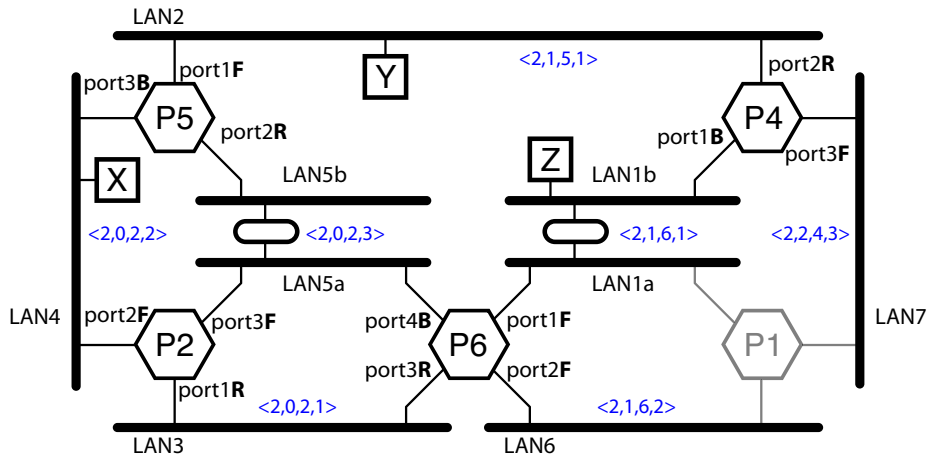 LAN2
<2,1,5,1>
Y
port1F
port3B
P5
port2R
port2R
P4
port1B
port3F
X
Z
LAN5b
LAN1b
<2,0,2,2>
<2,0,2,3>
<2,1,6,1>
<2,2,4,3>
LAN5a
LAN1a
LAN4
port2F
P2
port3F
port4B
P6
port1F
P1
LAN7
port1R
port3R
port2F
<2,0,2,1>
<2,1,6,2>
LAN3
LAN6